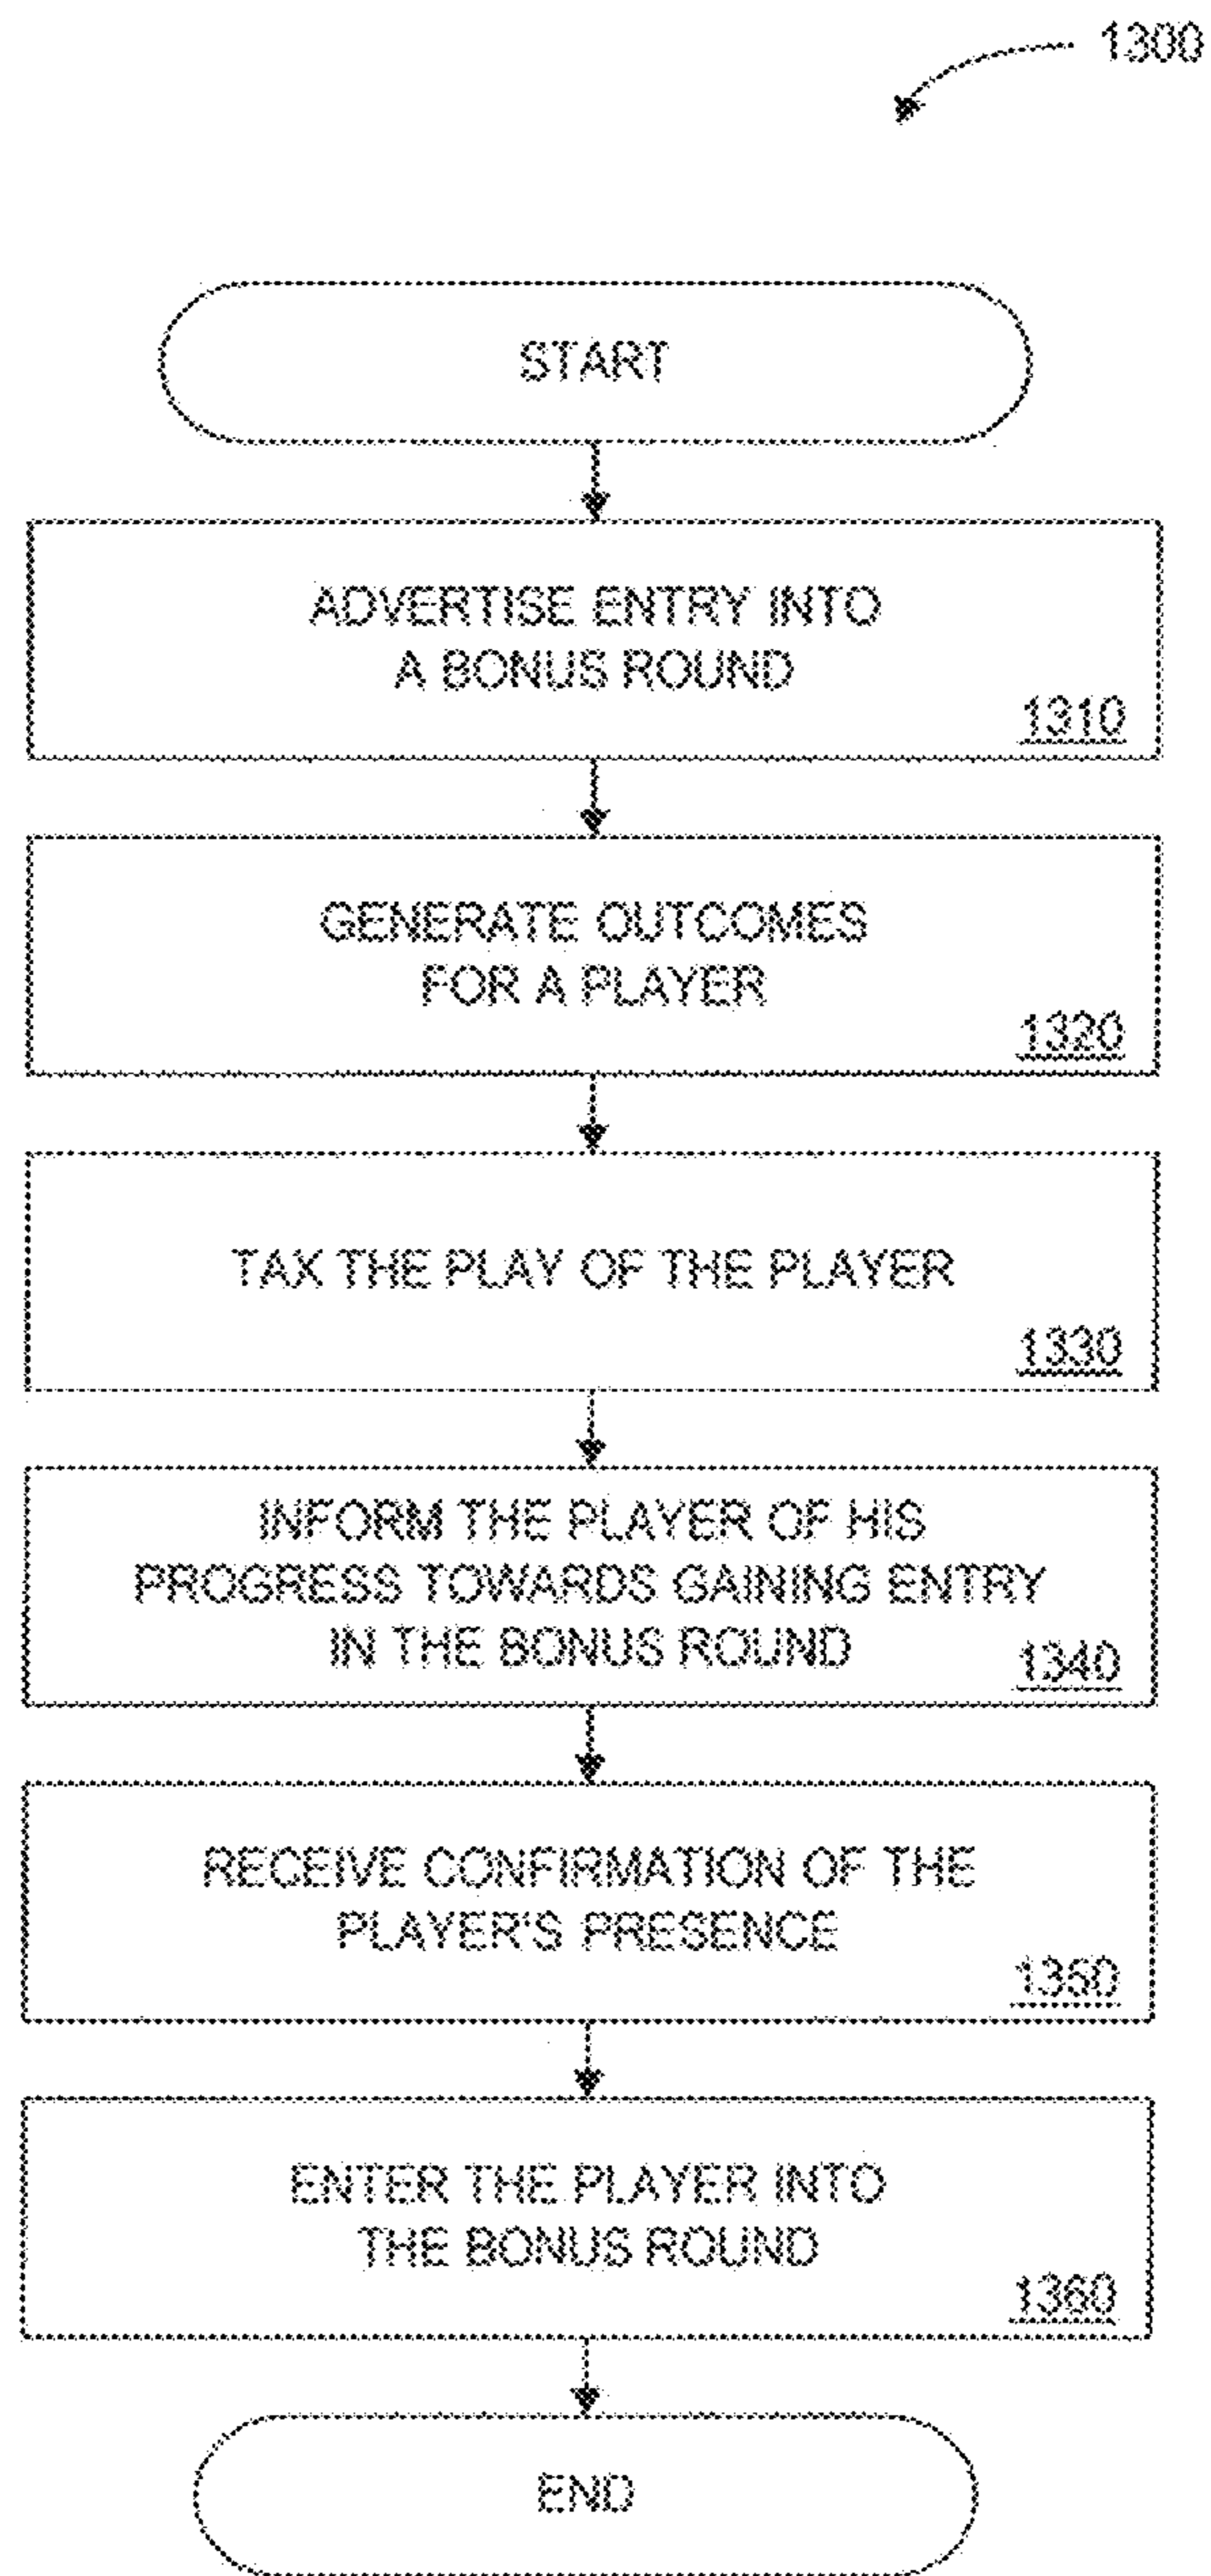 1300
START
ADVERTISE ENTRY INTO
A BONUS ROUND
1310
GENERATE OUTCOMES
FOR A PLAYER
1320
TAX THE PLAY OF THE PLAYER
1330
INFORM THE PLAYER OF HIS
PROGRESS TOWARDS GAINING ENTRY
IN THE BONUS ROUND
1340
RECEIVE CONFIRMATION OF THE
PLAYER'S PRESENCE
1350
ENTER THE PLAYER INTO
THE BONUS ROUND
1360
END